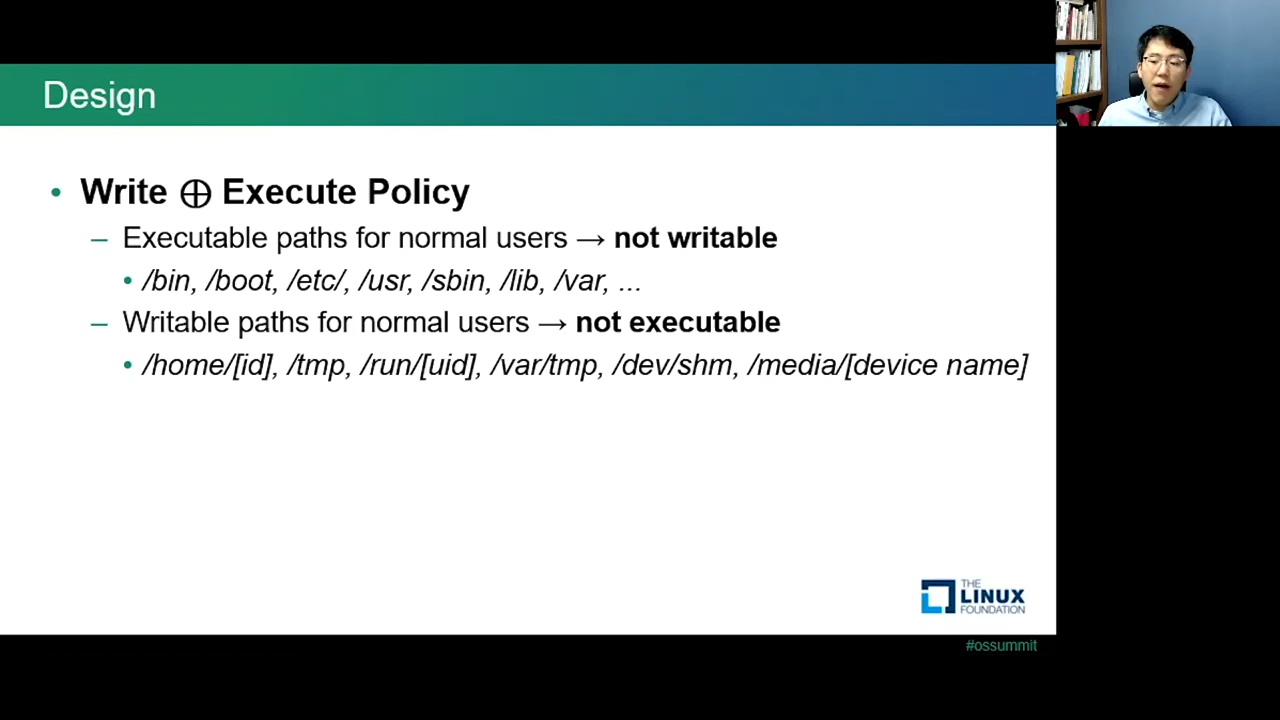 Design
• Write ⊕ Execute Policy
– Executable paths for normal users → not writable
• /bin, /boot, /etc/, /usr, /sbin, /lib, /var, ...
– Writable paths for normal users → not executable
• /home/[id], /tmp, /run/[uid], /var/tmp, /dev/shm, /media/[device name]
THE
LINUX
FOUNDATION
#ossummit